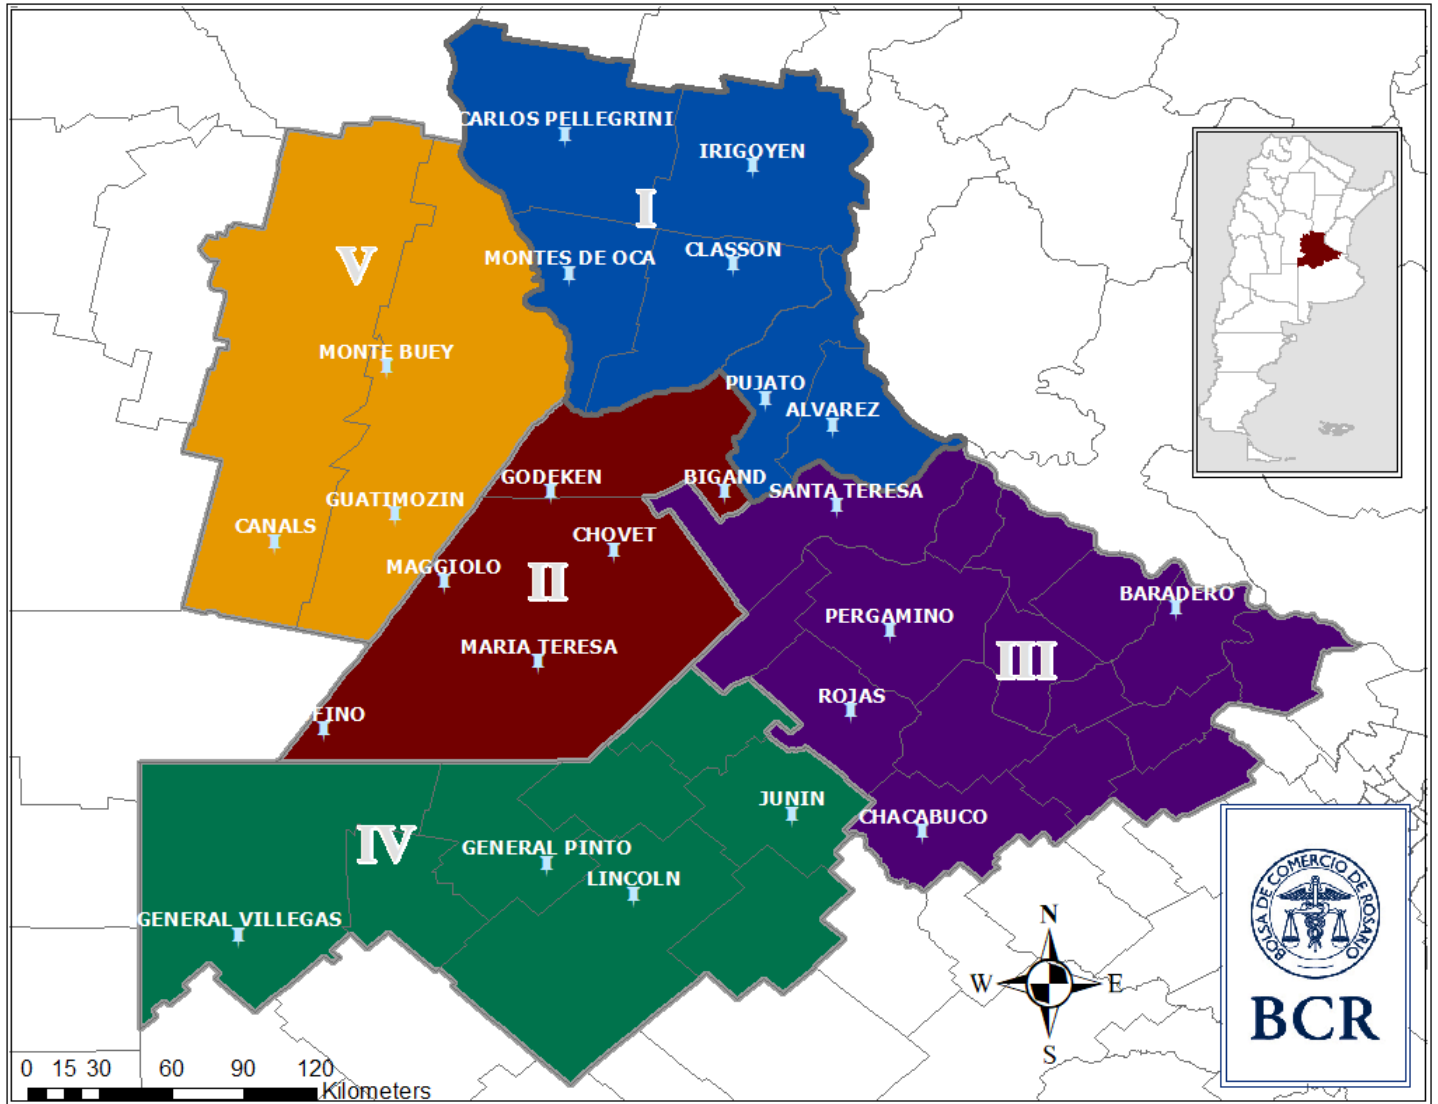 CARLOS PELLEGRINI
IRIGOYEN
I
CLASSON
MONTES DE OCA
V
MONTE BUEY
PUJATO
ALVAREZ
GODEKEN
BIGAND
SANTA TERESA
GUATIMOZIN
CANALS
CHOVET
MAGGIOLO
II
BARADERO
PERGAMINO
MARIA TERESA
III
ROJAS
FINO
JUNIN
CHACABUCO
IV
GENERAL PINTO
LINCOLN
GENERAL VILLEGAS
N
W
E
S
BOLSA DE COMERCIO DE ROSARIO
BCR
0 15 30 60 90 120
Kilometers